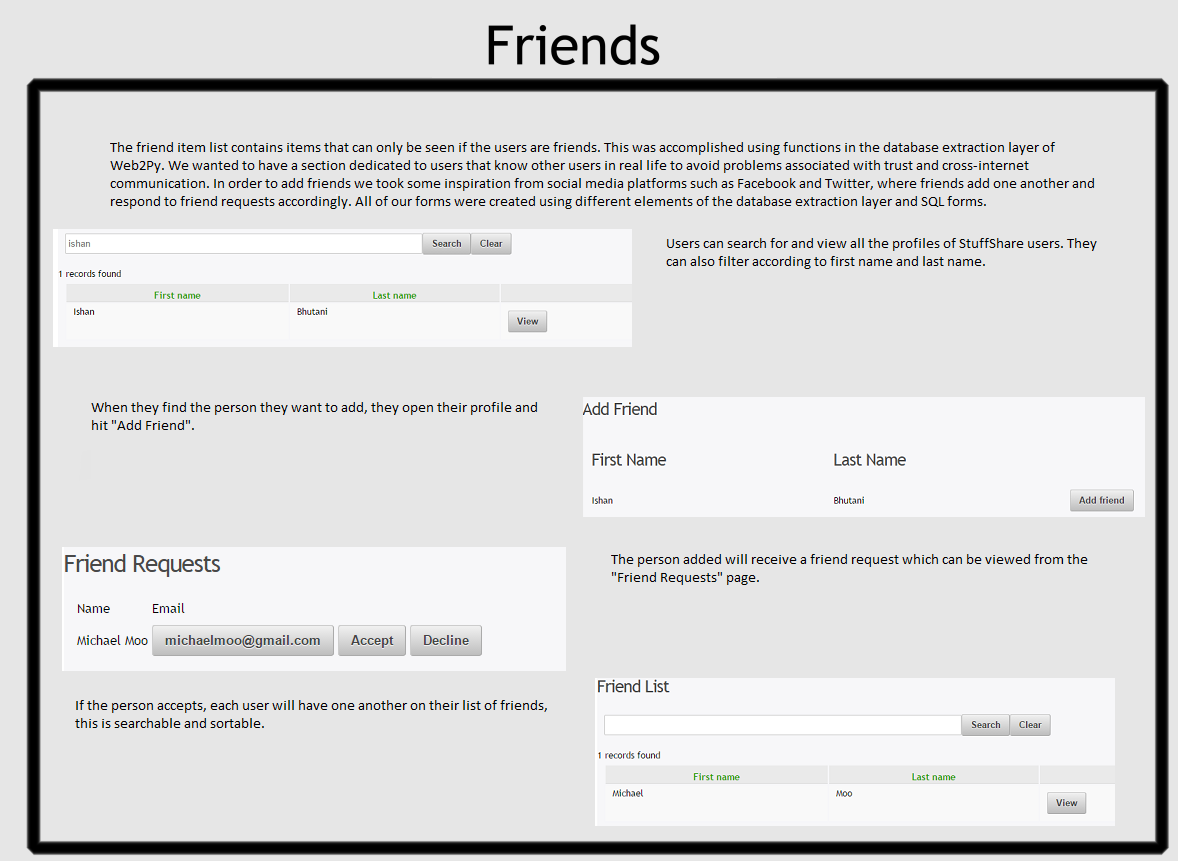 Friends
The friend item list contains items that can only be seen if the users are friends. This was accomplished using functions in the database extraction layer of
Web2Py. We wanted to have a section dedicated to users that know other users in real life to avoid problems associated with trust and cross-internet
communication. In order to add friends we took some inspiration from social media platforms such as Facebook and Twitter, where friends add one another and
respond to friend requests accordingly. All of our forms were created using different elements of the database extraction layer and SQL forms.
ishan Search Clear
1 records found
First name Last name
Ishan Bhutani View
Users can search for and view all the profiles of StuffShare users. They
can also filter according to first name and last name.
When they find the person they want to add, they open their profile and
hit "Add Friend".
Add Friend
First Name Last Name
Ishan Bhutani Add friend
Friend Requests
Name Email
Michael Moo michaelmoo@gmail.com Accept Decline
The person added will receive a friend request which can be viewed from the
"Friend Requests" page.
If the person accepts, each user will have one another on their list of friends,
this is searchable and sortable.
Friend List
Search Clear
1 records found
First name Last name
Michael Moo View